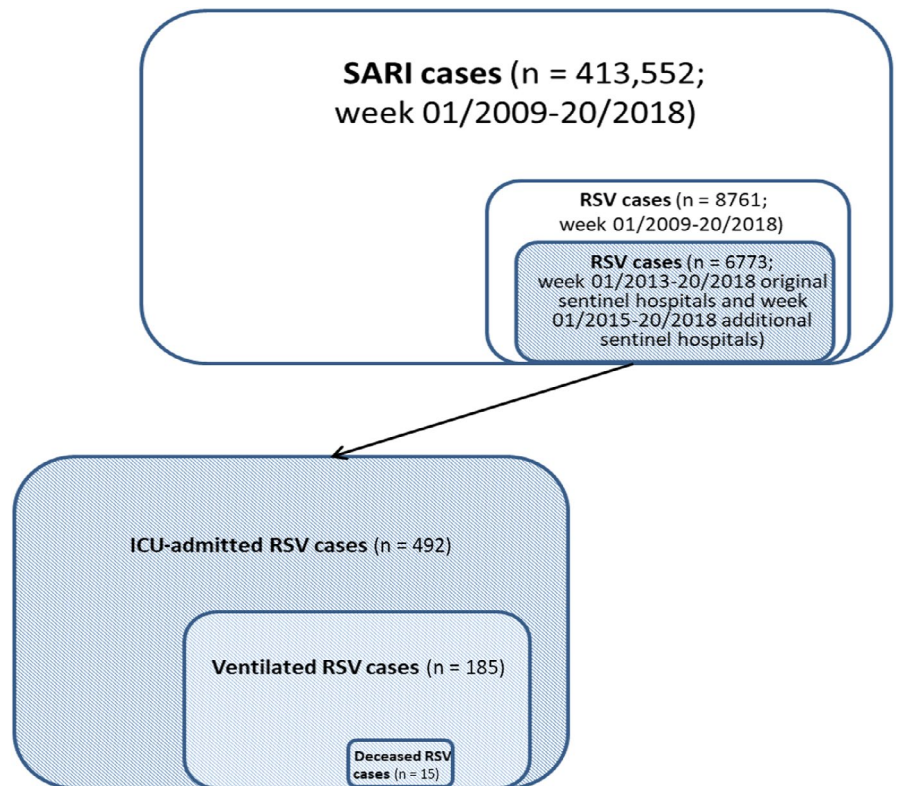 SARI cases (n = 413,552;
week 01/2009-20/2018)
RSV cases (n = 8761;
week 01/2009-20/2018)
RSV cases (n = 6773;
week 01/2013-20/2018 original
sentinel hospitals and week
01/2015-20/2018 additional
sentinel hospitals)
ICU-admitted RSV cases (n = 492)
Ventilated RSV cases (n = 185)
Deceased RSV
cases (n = 15)